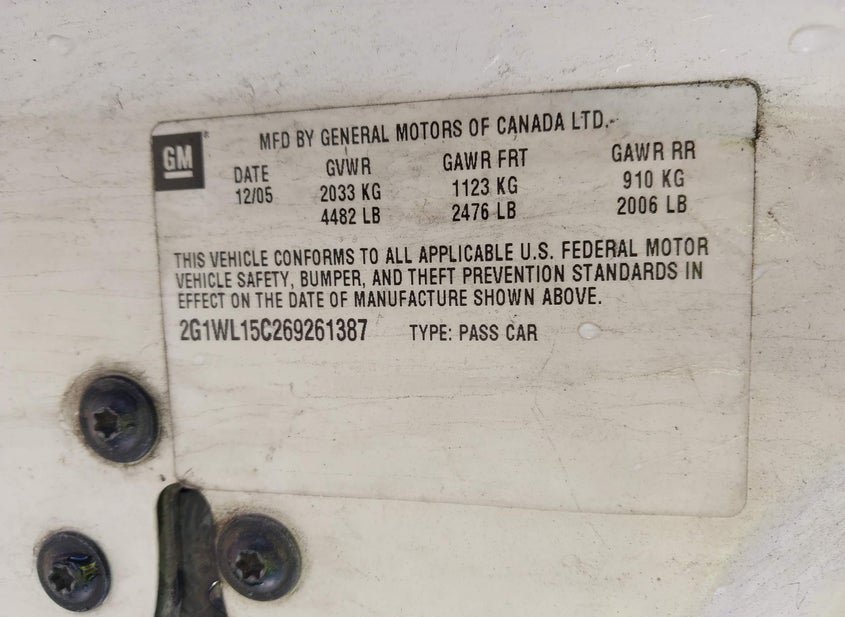 MFD BY GENERAL MOTORS OF CANADA LTD.
GM
DATE GVWR GAWR FRT GAWR RR
12/05 2033 KG 1123 KG 910 KG
4482 LB 2476 LB 2006 LB
THIS VEHICLE CONFORMS TO ALL APPLICABLE U.S. FEDERAL MOTOR
VEHICLE SAFETY, BUMPER, AND THEFT PREVENTION STANDARDS IN
EFFECT ON THE DATE OF MANUFACTURE SHOWN ABOVE.
2G1WL15C269261387 TYPE: PASS CAR